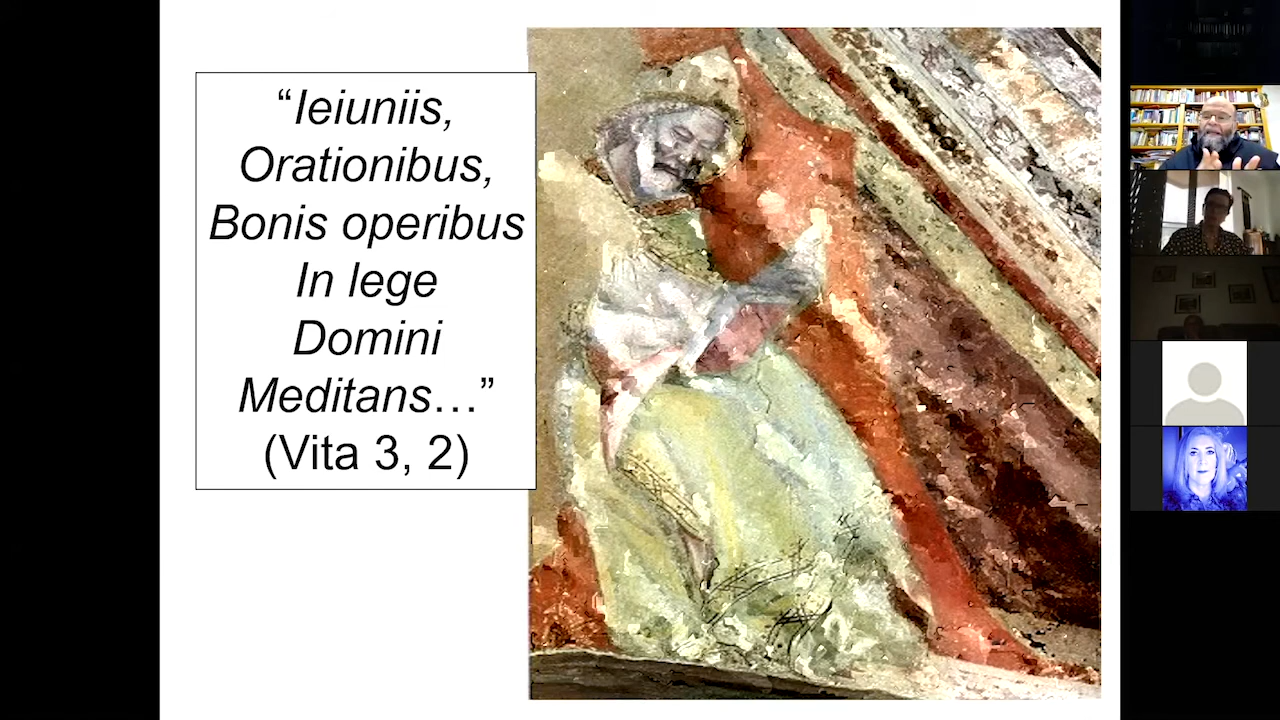 “Ieiuniis,
Orationibus,
Bonis operibus
In lege
Domini
Meditans…”
(Vita 3, 2)